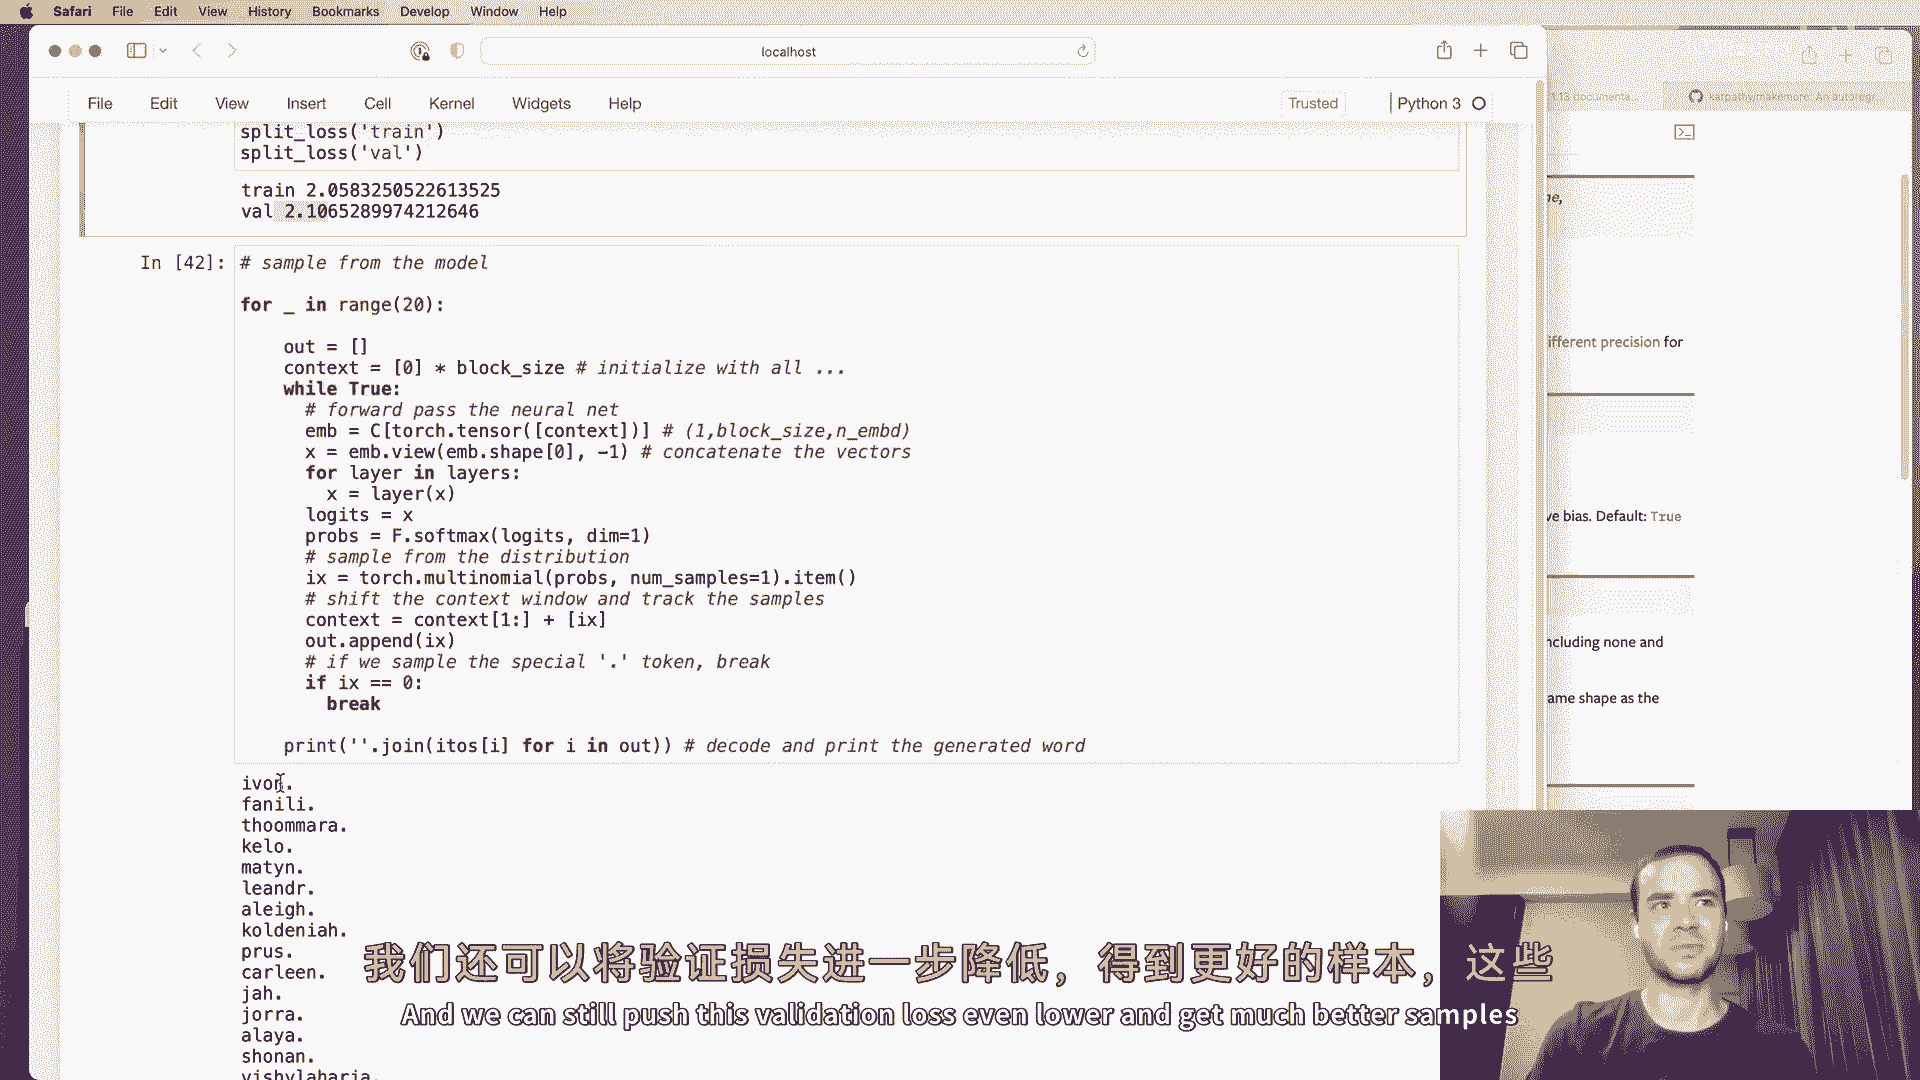 Safari File Edit View History Bookmarks Develop Window Help
localhost
File Edit View Insert Cell Kernel Widgets Help Trusted Python 3
split_loss('train')
split_loss('val')
train 2.0583250522613525
val 2.1065289974212646
In [42]: # sample from the model
for _ in range(20):
out = []
context = [0] * block_size # initialize with all ...
while True:
# forward pass the neural net
emb = C[torch.tensor([context])] # (1,block_size,n_embd)
x = emb.view(emb.shape[0], -1) # concatenate the vectors
for layer in layers:
x = layer(x)
logits = x
probs = F.softmax(logits, dim=1)
# sample from the distribution
ix = torch.multinomial(probs, num_samples=1).item()
# shift the context window and track the samples
context = context[1:] + [ix]
out.append(ix)
# if we sample the special '.' token, break
if ix == 0:
break
print(''.join(itos[i] for i in out)) # decode and print the generated word
fanili.
thoommara.
kelo.
matyn.
leandr.
aleigh.
koldeniah.
prus.
carleen.
jah.
jorra.
alaya.
shonan.
vishylaharia.
1.13 documenta...
karpathy/makemore: An autoregr...
ne,
ifferent precision for
ve bias. Default: True
ncluding none and
ame shape as the
我们还可以将验证损失进一步降低，得到更好的样本，这些
And we can still push this validation loss even lower and get much better samples